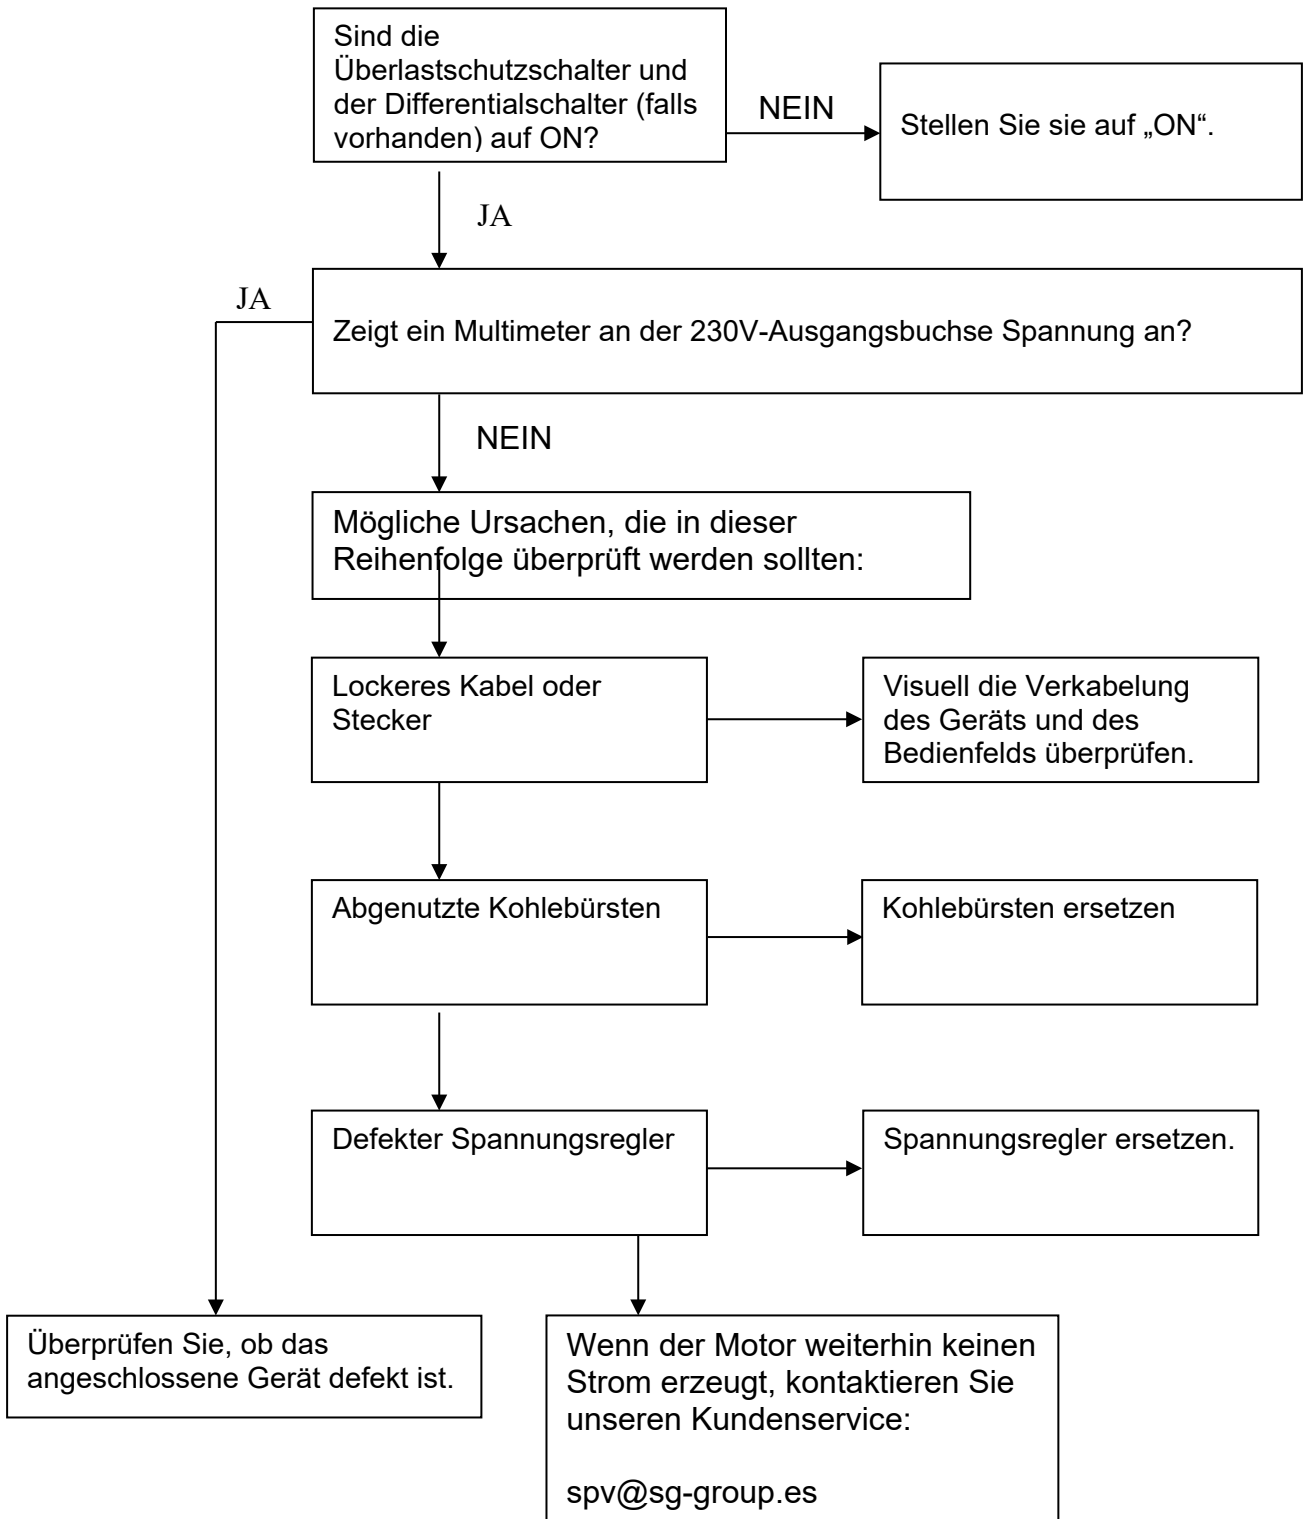 Sind die
Überlastschutzschalter und
der Differentialschalter (falls
vorhanden) auf ON?
NEIN
Stellen Sie sie auf „ON“.
JA
JA
Zeigt ein Multimeter an der 230V-Ausgangsbuchse Spannung an?
NEIN
Mögliche Ursachen, die in dieser
Reihenfolge überprüft werden sollten:
Lockeres Kabel oder
Stecker
Visuell die Verkabelung
des Geräts und des
Bedienfelds überprüfen.
Abgenutzte Kohlebürsten
Kohlebürsten ersetzen
Defekter Spannungsregler
Spannungsregler ersetzen.
Überprüfen Sie, ob das
angeschlossene Gerät defekt ist.
Wenn der Motor weiterhin keinen
Strom erzeugt, kontaktieren Sie
unseren Kundenservice:
spv@sg-group.es